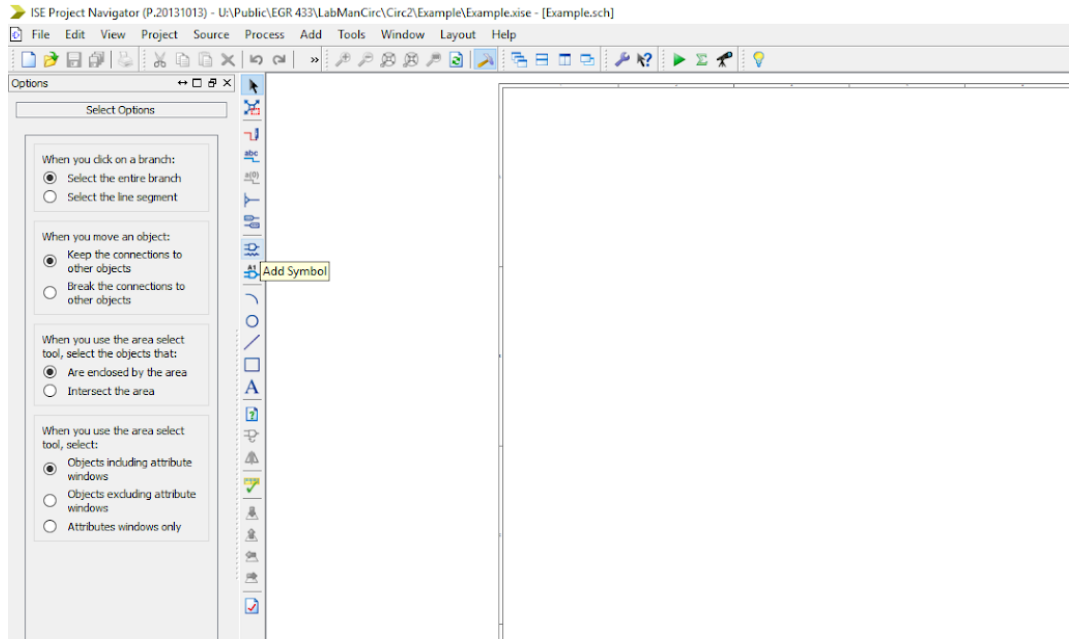 ISE Project Navigator (P.20131013) - U:\Public\EGR 433\LabManCirc\Circ2\Example\Example.xise - [Example.sch]
File Edit View Project Source Process Add Tools Window Layout Help
»
Options
Select Options
When you click on a branch:
Select the entire branch
Select the line segment
When you move an object:
Keep the connections to
other objects
Break the connections to
other objects
When you use the area select
tool, select the objects that:
Are enclosed by the area
Intersect the area
When you use the area select
tool, select:
Objects including attribute
windows
Objects excluding attribute
windows
Attributes windows only
abc
a(0)
A1
Add Symbol
A